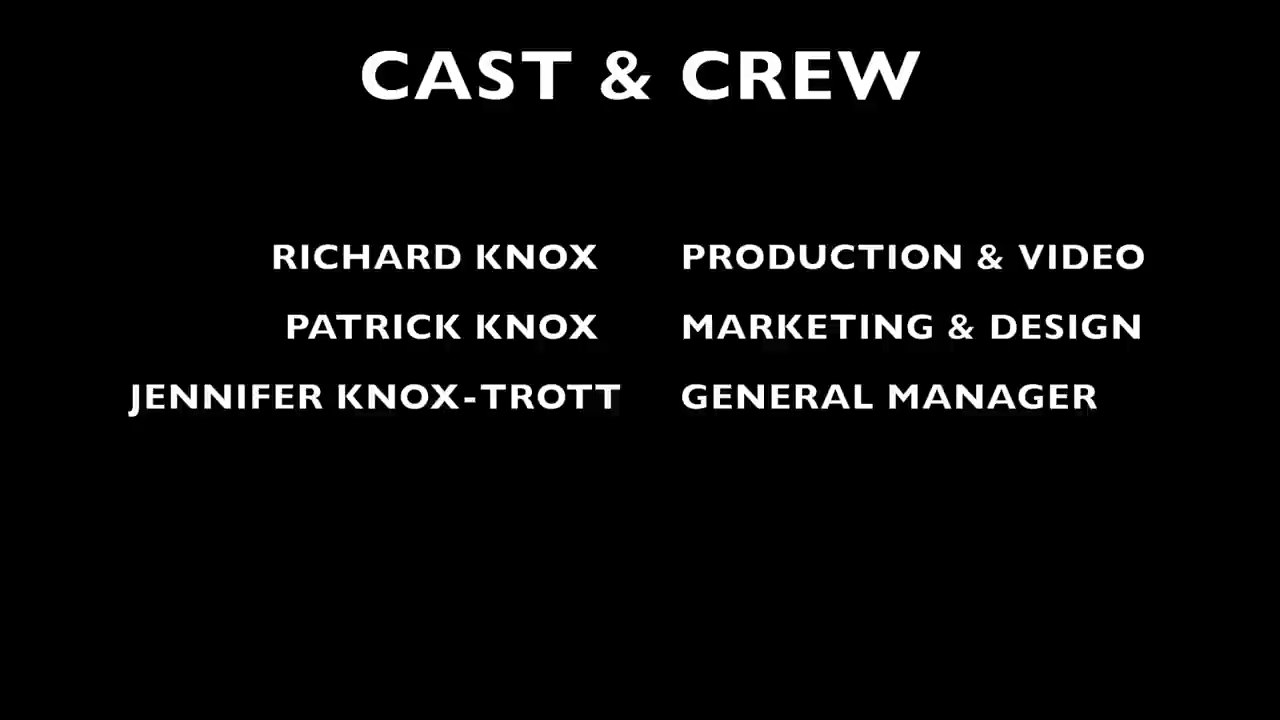 CAST & CREW
RICHARD KNOX PRODUCTION & VIDEO
PATRICK KNOX MARKETING & DESIGN
JENNIFER KNOX-TROTT GENERAL MANAGER